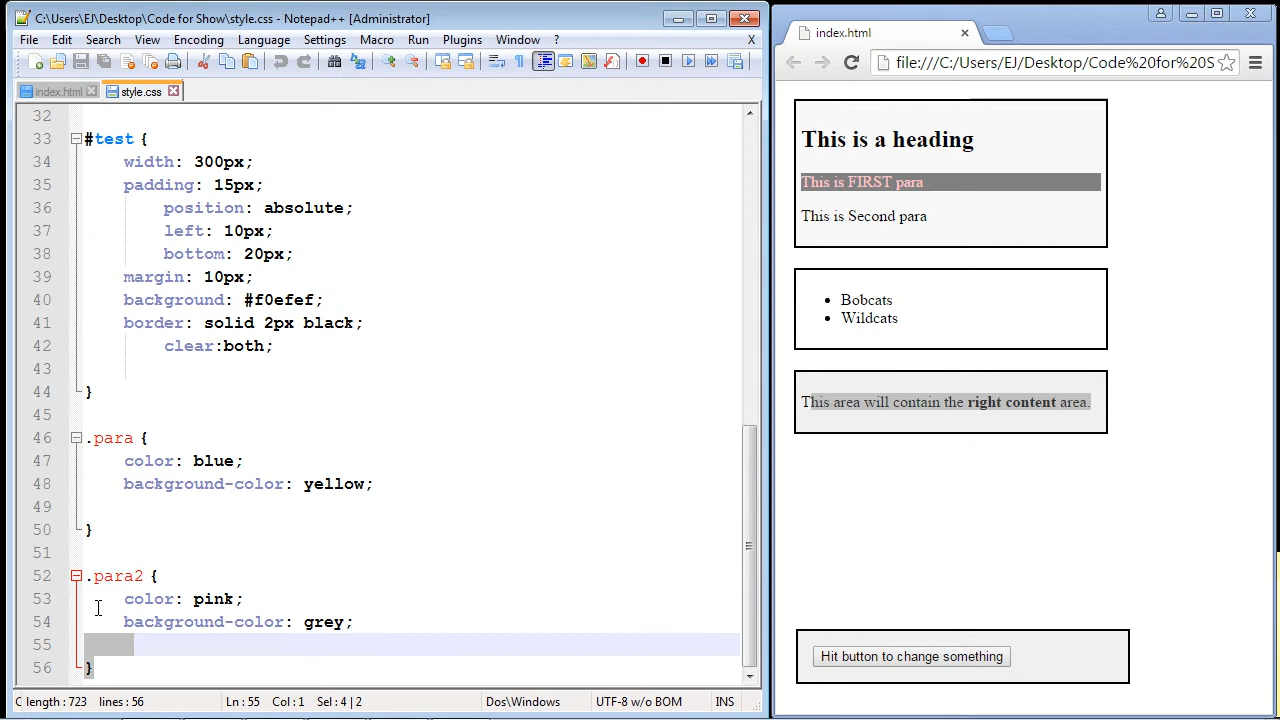 C:\Users\EJ\Desktop\Code for Show\style.css - Notepad++ [Administrator]
File Edit Search View Encoding Language Settings Macro Run Plugins Window ? X
index.html style.css
32
33 #test {
34 width: 300px;
35 padding: 15px;
36 position: absolute;
37 left: 10px;
38 bottom: 20px;
39 margin: 10px;
40 background: #f0efef;
41 border: solid 2px black;
42 clear:both;
43
44 }
45
46 .para {
47 color: blue;
48 background-color: yellow;
49
50 }
51
52 .para2 {
53 color: pink;
54 background-color: grey;
55
56 }
C length : 723 lines : 56 Ln : 55 Col : 1 Sel : 4 | 2 Dos\Windows UTF-8 w/o BOM INS
index.html
file:///C:/Users/EJ/Desktop/Code%20for%20S
This is a heading
This is FIRST para
This is Second para
• Bobcats
• Wildcats
This area will contain the right content area.
Hit button to change something